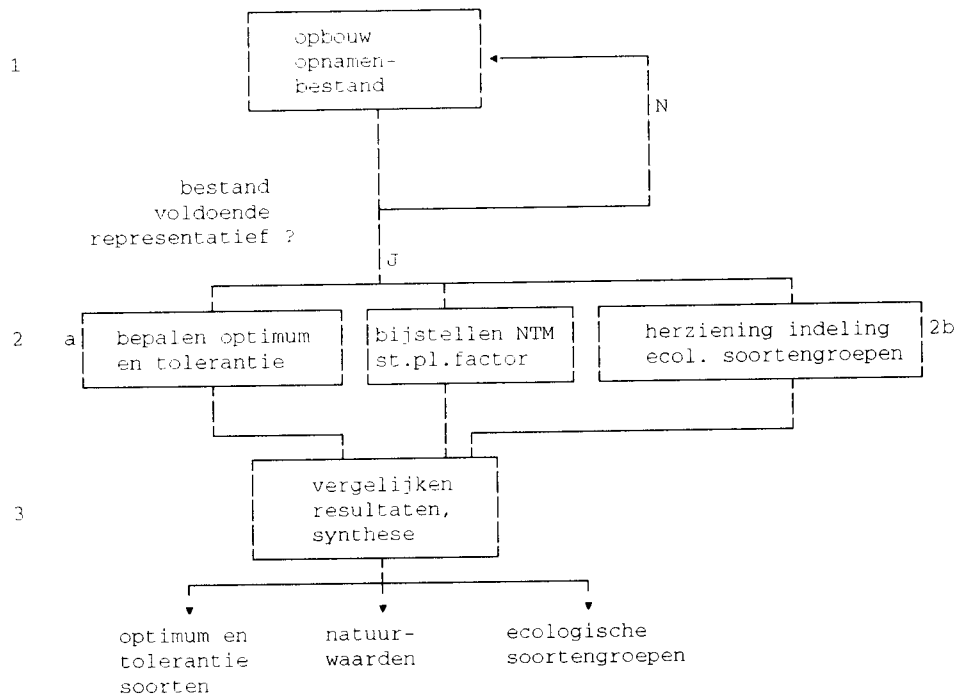 1
opbouw
opnamen-
bestand
N
bestand
voldoende
representatief ?
J
2
a
bepalen optimum
en tolerantie
bijstellen NTM
st.pl.factor
herziening indeling
ecol. soortengroepen
2b
3
vergelijken
resultaten,
synthese
optimum en
tolerantie
soorten
natuur-
waarden
ecologische
soortengroepen